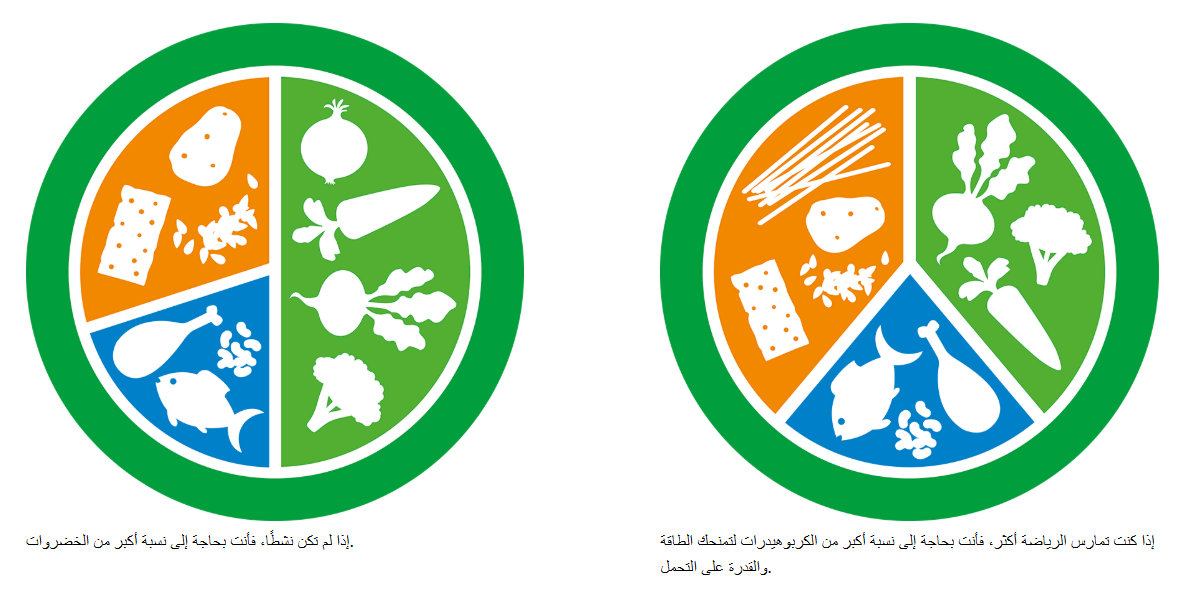 إذا لم تكن نشطًا، فأنت بحاجة إلى نسبة أكبر من الخضروات.
إذا كنت تمارس الرياضة أكثر، فأنت بحاجة إلى نسبة أكبر من الكربوهيدرات لتمنحك الطاقة
والقدرة على التحمل.